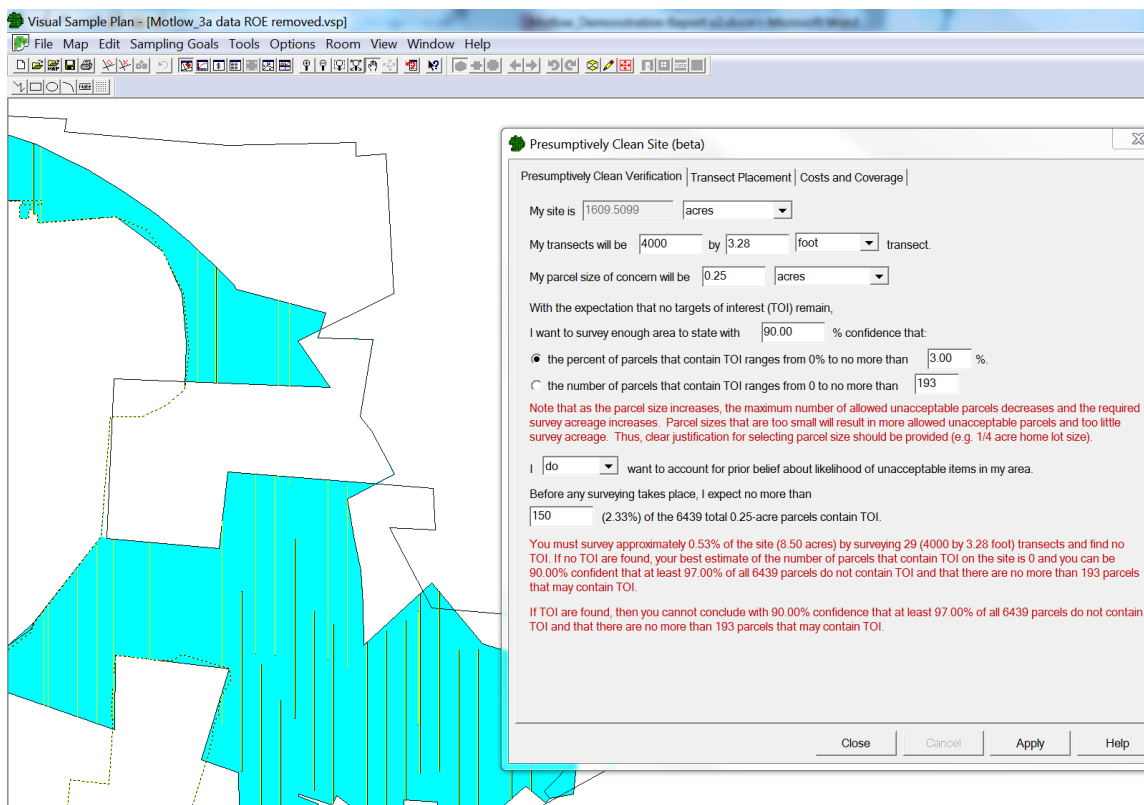 Visual Sample Plan - [Motlow_3a data ROE removed.vsp]
File Map Edit Sampling Goals Tools Options Room View Window Help
Presumptively Clean Site (beta)
Presumptively Clean Verification Transect Placement Costs and Coverage
My site is 1609.5099 acres
My transects will be 4000 by 3.28 foot transect.
My parcel size of concern will be 0.25 acres
With the expectation that no targets of interest (TOI) remain,
I want to survey enough area to state with 90.00 % confidence that:
the percent of parcels that contain TOI ranges from 0% to no more than 3.00 %.
the number of parcels that contain TOI ranges from 0 to no more than 193
Note that as the parcel size increases, the maximum number of allowed unacceptable parcels decreases and the required
survey acreage increases. Parcel sizes that are too small will result in more allowed unacceptable parcels and too little
survey acreage. Thus, clear justification for selecting parcel size should be provided (e.g. 1/4 acre home lot size).
I do want to account for prior belief about likelihood of unacceptable items in my area.
Before any surveying takes place, I expect no more than
150 (2.33%) of the 6439 total 0.25-acre parcels contain TOI.
You must survey approximately 0.53% of the site (8.50 acres) by surveying 29 (4000 by 3.28 foot) transects and find no
TOI. If no TOI are found, your best estimate of the number of parcels that contain TOI on the site is 0 and you can be
90.00% confident that at least 97.00% of all 6439 parcels do not contain TOI and that there are no more than 193 parcels
that may contain TOI.
If TOI are found, then you cannot conclude with 90.00% confidence that at least 97.00% of all 6439 parcels do not contain
TOI and that there are no more than 193 parcels that may contain TOI.
Close Cancel Apply Help